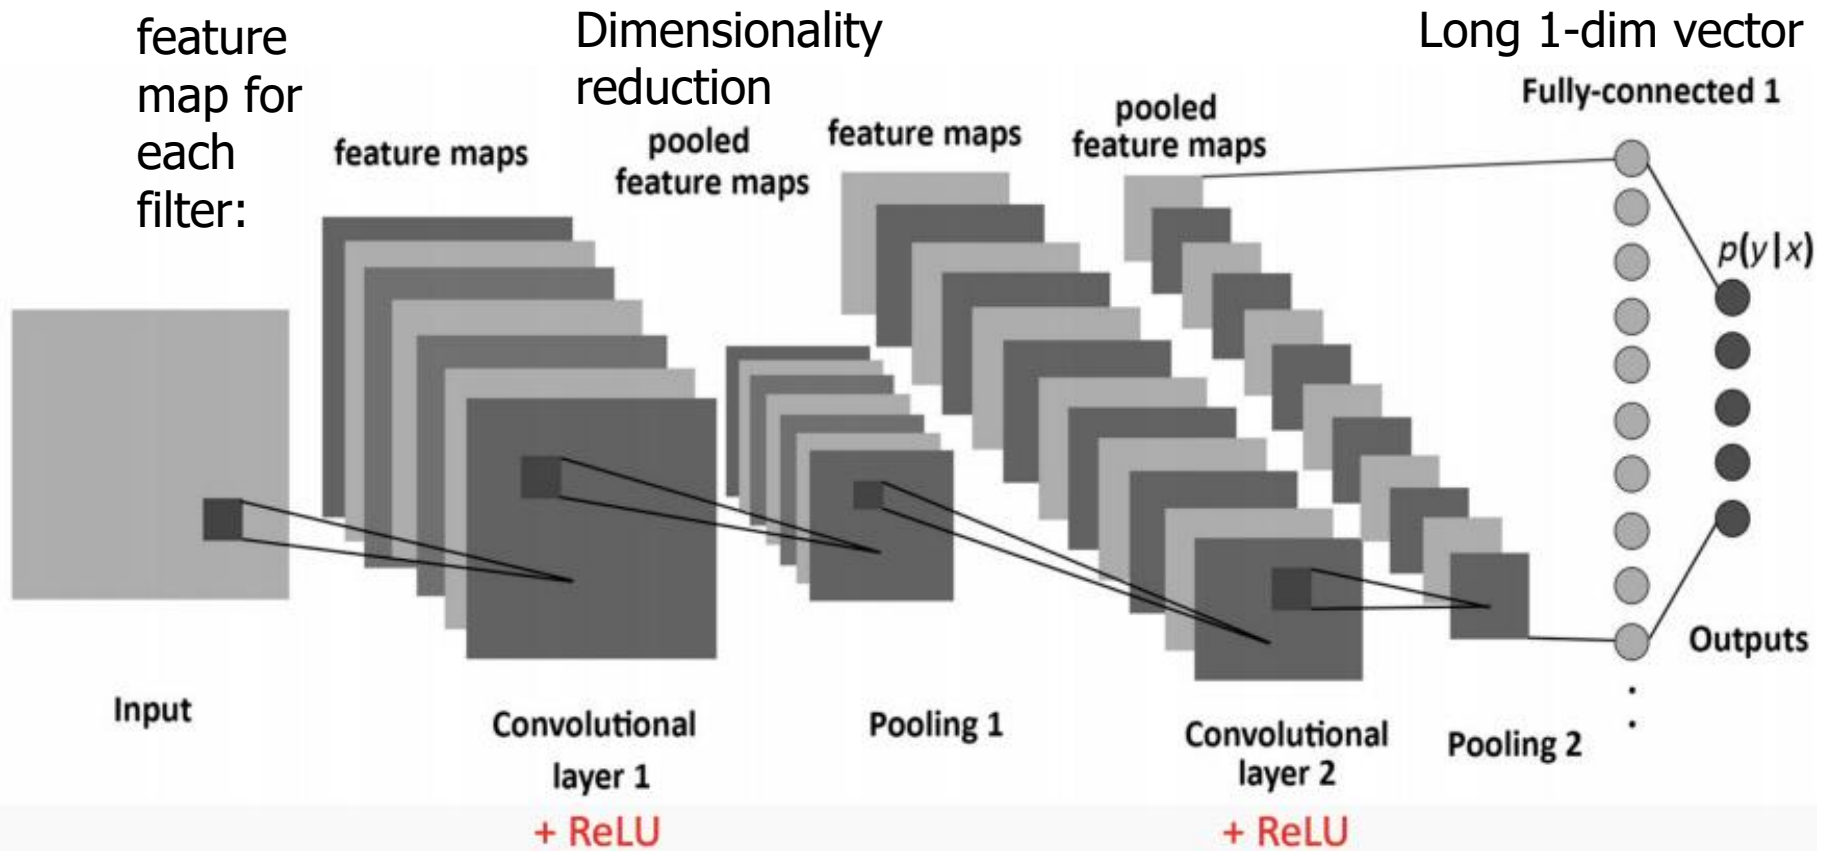 feature
map for
each
filter:
Dimensionality
reduction
Long 1-dim vector
feature maps
pooled
feature maps
feature maps
pooled
feature maps
Fully-connected 1
p(y|x)
Outputs
Input
Convolutional
layer 1
+ ReLU
Pooling 1
Convolutional
layer 2
+ ReLU
Pooling 2